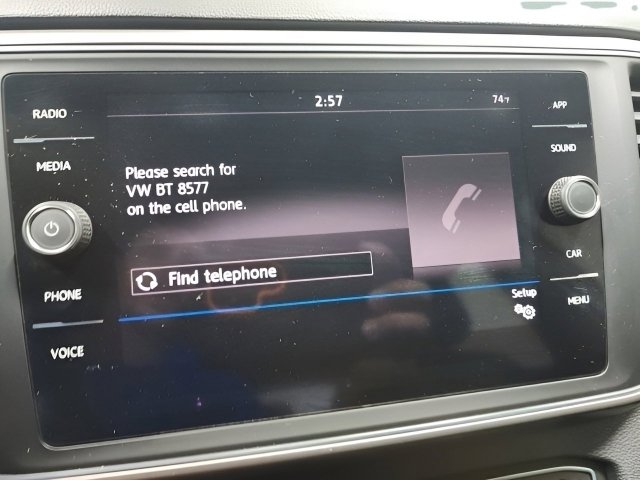 2:57
74°F
RADIO
MEDIA
PHONE
VOICE
Please search for
VW BT 8577
on the cell phone.
Find telephone
Setup
APP
SOUND
CAR
MENU